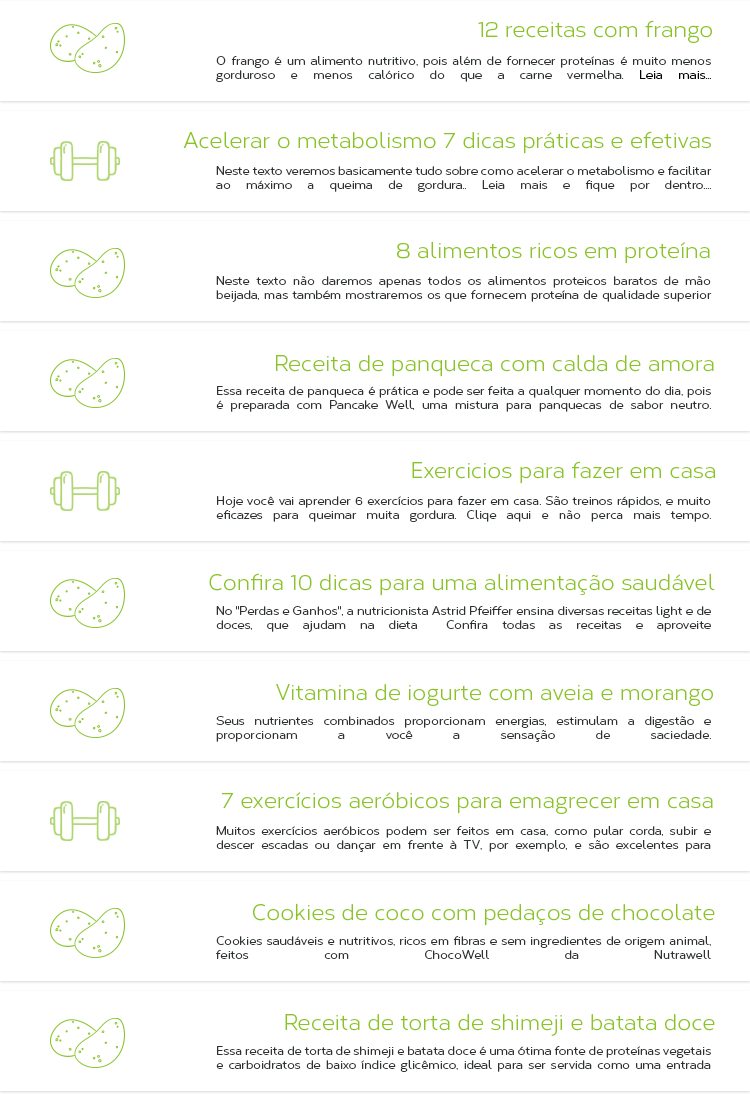 12 receitas com frango
O frango é um alimento nutritivo, pois além de fornecer proteínas é muito menos
gorduroso e menos calórico do que a carne vermelha. Leia mais...
Acelerar o metabolismo 7 dicas práticas e efetivas
Neste texto veremos basicamente tudo sobre como acelerar o metabolismo e facilitar
ao máximo a queima de gordura.. Leia mais e fique por dentro....
8 alimentos ricos em proteína
Neste texto não daremos apenas todos os alimentos proteicos baratos de mão
beijada, mas também mostraremos os que fornecem proteína de qualidade superior
Receita de panqueca com calda de amora
Essa receita de panqueca é prática e pode ser feita a qualquer momento do dia, pois
é preparada com Pancake Well, uma mistura para panquecas de sabor neutro.
Exercicios para fazer em casa
Hoje você vai aprender 6 exercícios para fazer em casa. São treinos rápidos, e muito
eficazes para queimar muita gordura. Cliqe aqui e não perca mais tempo.
Confira 10 dicas para uma alimentação saudável
No "Perdas e Ganhos", a nutricionista Astrid Pfeiffer ensina diversas receitas light e de
doces, que ajudam na dieta Confira todas as receitas e aproveite
Vitamina de iogurte com aveia e morango
Seus nutrientes combinados proporcionam energias, estimulam a digestão e
proporcionam a você a sensação de saciedade.
7 exercícios aeróbicos para emagrecer em casa
Muitos exercícios aeróbicos podem ser feitos em casa, como pular corda, subir e
descer escadas ou dançar em frente à TV, por exemplo, e são excelentes para
Cookies de coco com pedaços de chocolate
Cookies saudáveis e nutritivos, ricos em fibras e sem ingredientes de origem animal,
feitos com ChocoWell da Nutrawell
Receita de torta de shimeji e batata doce
Essa receita de torta de shimeji e batata doce é uma ótima fonte de proteínas vegetais
e carboidratos de baixo índice glicêmico, ideal para ser servida como uma entrada